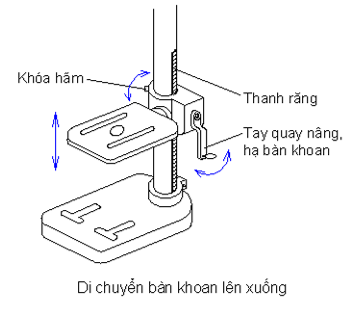 Khóa hãm
Thanh răng
Tay quay nâng,
hạ bàn khoan
Di chuyển bàn khoan lên xuống